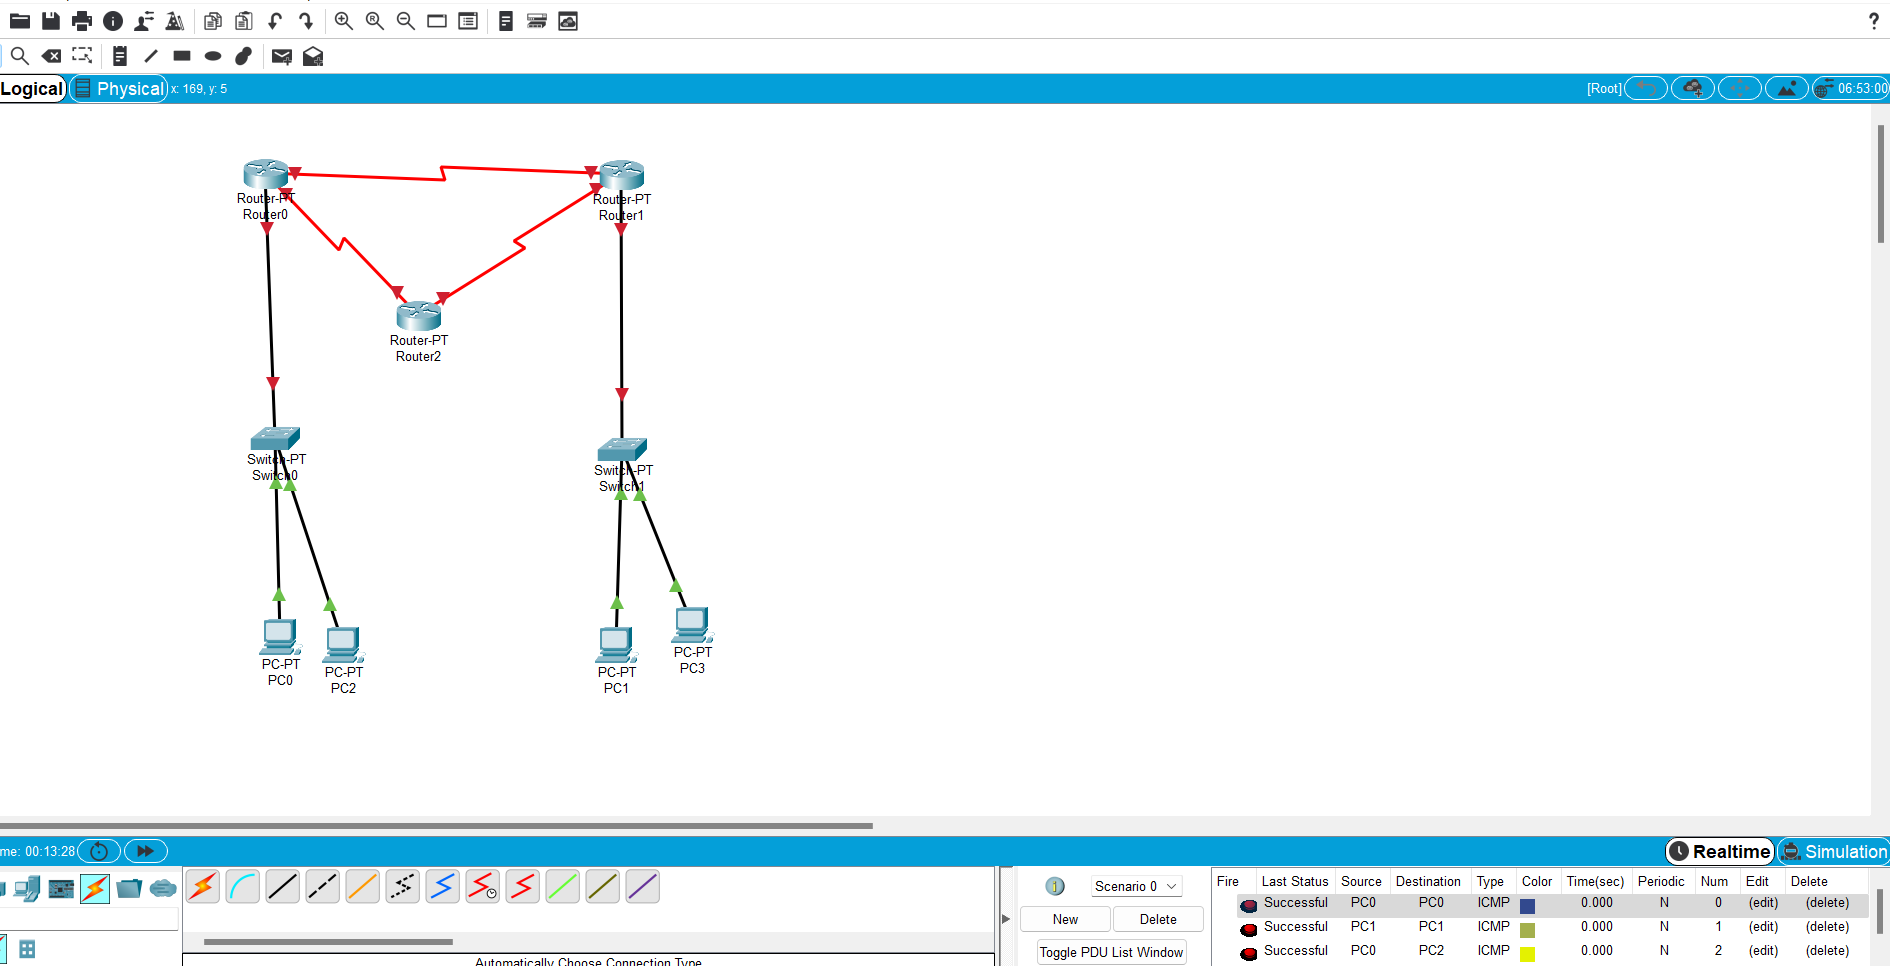 Logical Physical x: 169, y: 5 [Root] 06:53:00
Router-PT
Router0
Router-PT
Router1
Router-PT
Router2
Switch-PT
Switch0
Switch-PT
Switch1
PC-PT
PC0
PC-PT
PC2
PC-PT
PC1
PC-PT
PC3
me: 00:13:28 Realtime Simulation
Automatically Choose Connection Type
Scenario 0
New Delete
Toggle PDU List Window
Fire Last Status Source Destination Type Color Time(sec) Periodic Num Edit Delete
Successful PC0 PC0 ICMP 0.000 N 0 (edit) (delete)
Successful PC1 PC1 ICMP 0.000 N 1 (edit) (delete)
Successful PC0 PC2 ICMP 0.000 N 2 (edit) (delete)